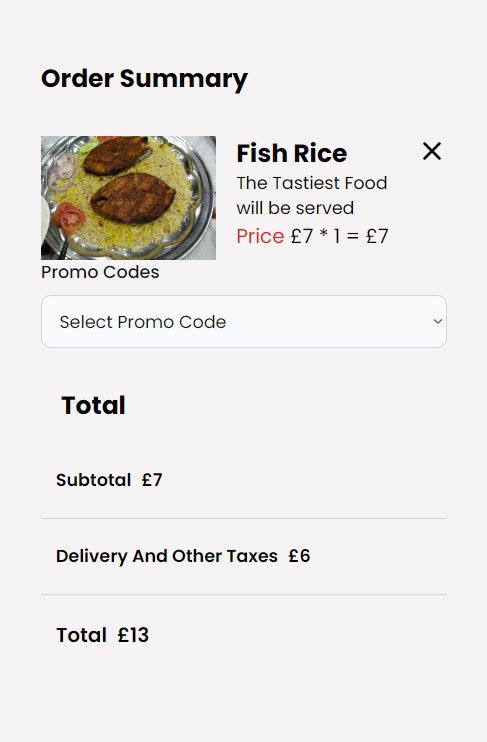 Order Summary
Fish Rice
The Tastiest Food
will be served
Price £7 * 1 = £7
Promo Codes
Select Promo Code
Total
Subtotal £7
Delivery And Other Taxes £6
Total £13